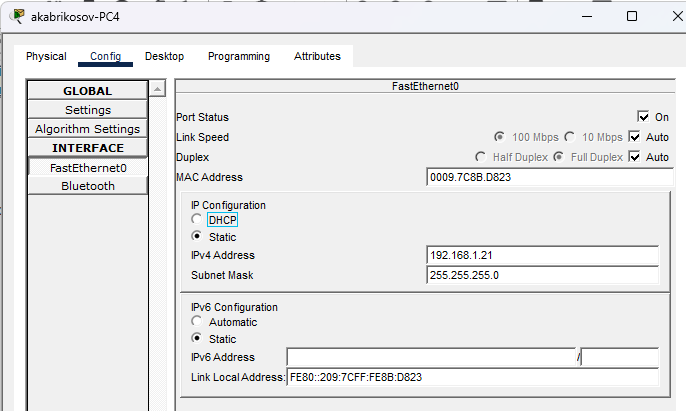 akabrikosov-PC4
Physical Config Desktop Programming Attributes
GLOBAL
Settings
Algorithm Settings
INTERFACE
FastEthernet0
Bluetooth
FastEthernet0
Port Status On
Link Speed 100 Mbps 10 Mbps Auto
Duplex Half Duplex Full Duplex Auto
MAC Address 0009.7C8B.D823
IP Configuration
DHCP
Static
IPv4 Address 192.168.1.21
Subnet Mask 255.255.255.0
IPv6 Configuration
Automatic
Static
IPv6 Address /
Link Local Address: FE80::209:7CFF:FE8B:D823